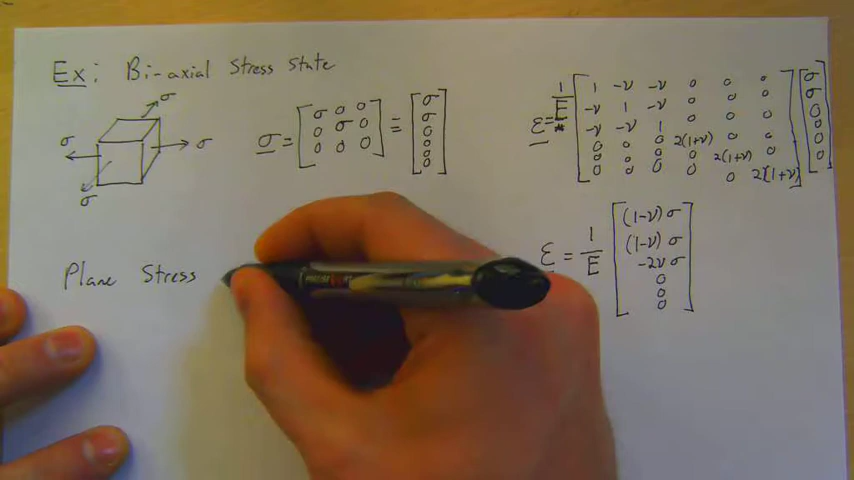 Ex: Bi-axial Stress State
σ
σ
σ
σ
σ = [ σ 0 0
0 σ 0
0 0 0 ] ≡ [ σ
σ
0
0
0
0 ]
ε = 1/E [ 1 -ν -ν 0 0 0
-ν 1 -ν 0 0 0
-ν -ν 1 0 0 0
0 0 0 2(1+ν) 0 0
0 0 0 0 2(1+ν) 0
0 0 0 0 0 2(1+ν) ] [ σ
σ
0
0
0
0 ]
ε = 1/E [ (1-ν) σ
(1-ν) σ
-2ν σ
0
0
0 ]
Plane Stress